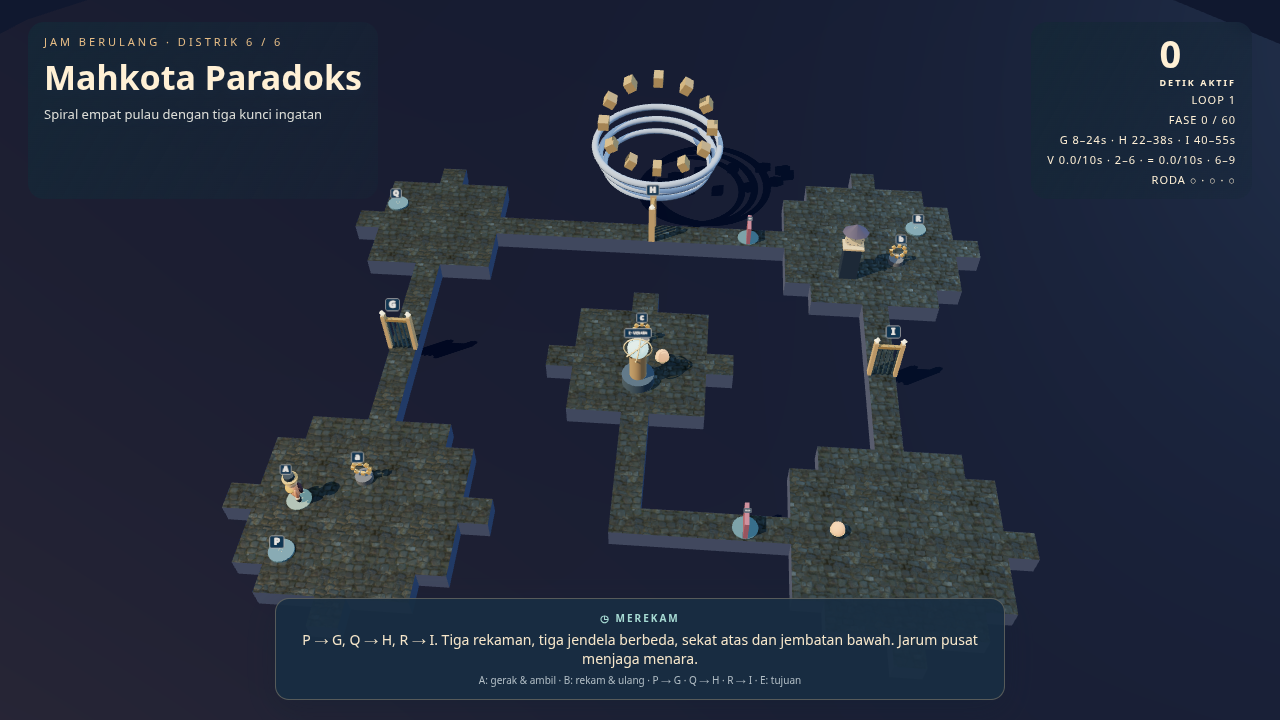 JAM BERULANG · DISTRIK 6 / 6
Mahkota Paradoks
Spiral empat pulau dengan tiga kunci ingatan
0
DETIK AKTIF
LOOP 1
FASE 0 / 60
G 8–24s · H 22–38s · I 40–55s
V 0.0/10s · 2–6 · = 0.0/10s · 6–9
RODA ○ · ○ · ○
H
Q
R
b
G
E
I
A
a
P
◷ MEREKAM
P → G, Q → H, R → I. Tiga rekaman, tiga jendela berbeda, sekat atas dan jembatan bawah. Jarum pusat
menjaga menara.
A: gerak & ambil · B: rekam & ulang · P → G · Q → H · R → I · E: tujuan